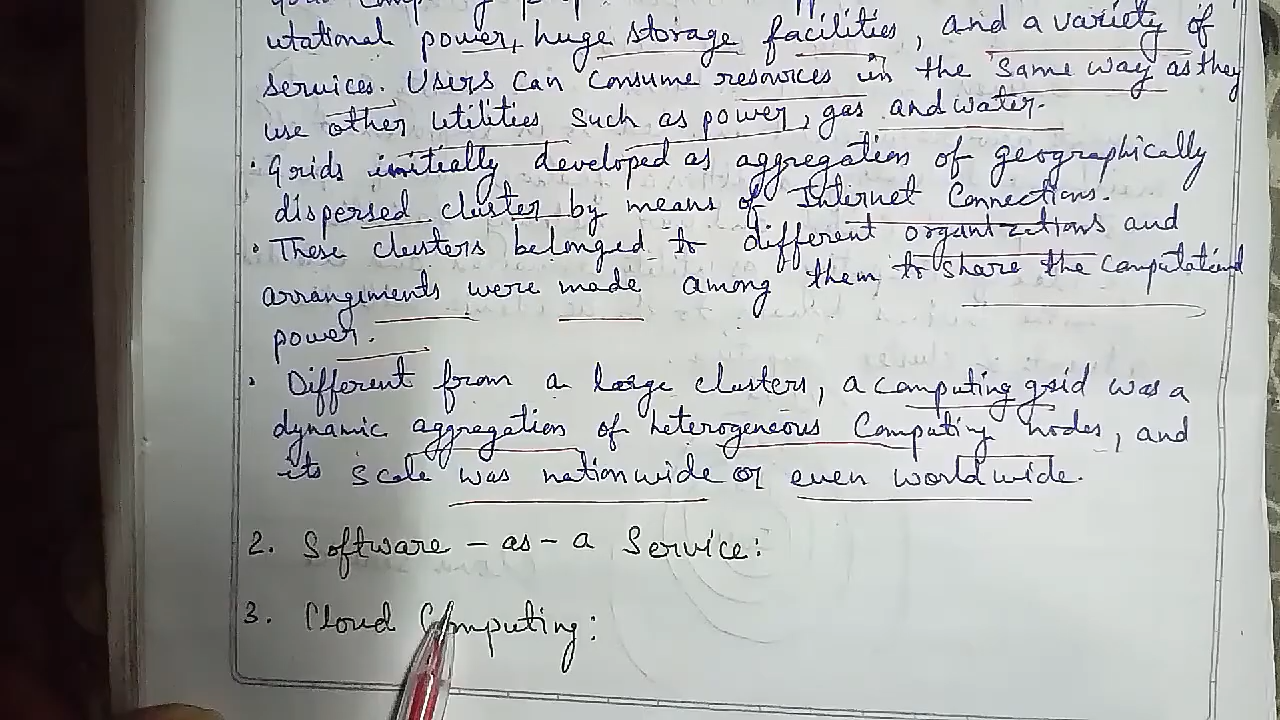 utational power, huge storage facilities, and a variety of
services. Users can consume resources in the same way as they
use other utilities such as power, gas and water.
• Grids initially developed as aggregation of geographically
dispersed cluster by means of Internet Connections.
• These clusters belonged to different organizations and
arrangements were made among them to share the computational
power.
• Different from a large clusters, a computing grid was a
dynamic aggregation of heterogeneous Computing nodes, and
its scale was nationwide or even worldwide.
2. Software - as - a Service:
3. Cloud Computing: